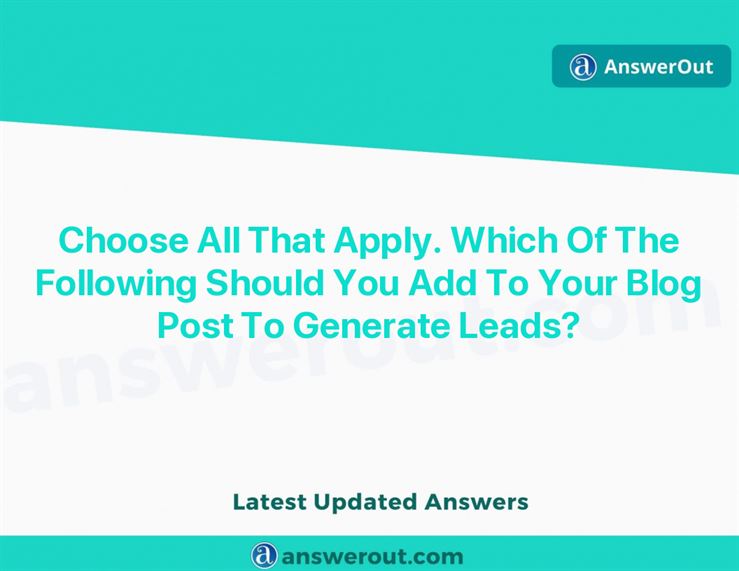 AnswerOut
Choose All That Apply. Which Of The
Following Should You Add To Your Blog
Post To Generate Leads?
answerout.com
Latest Updated Answers
answerout.com